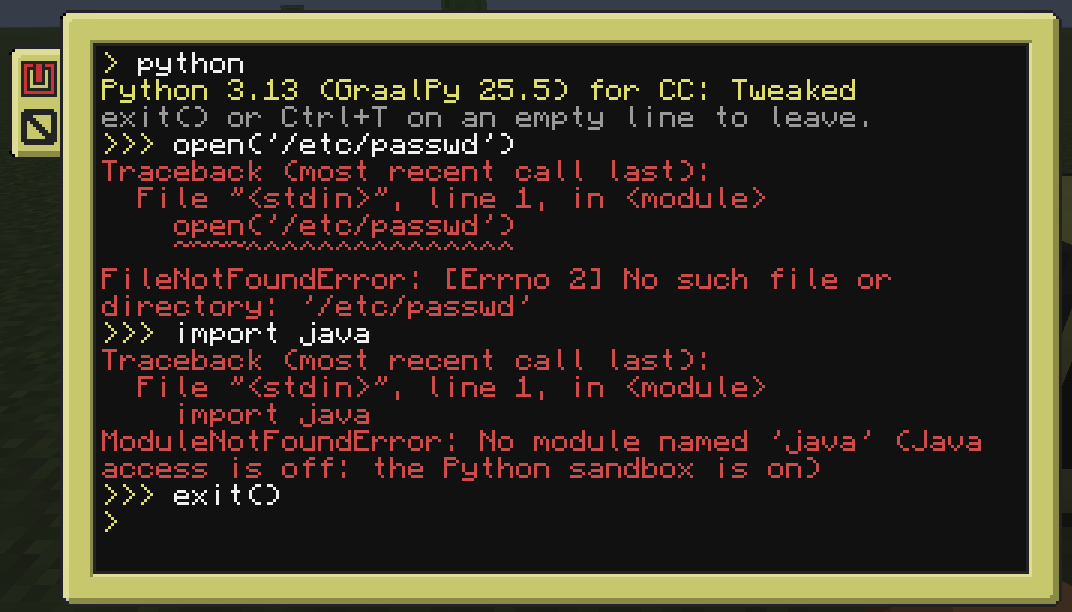 > python
Python 3.13 (GraalPy 25.5) for CC: Tweaked
exit() or Ctrl+T on an empty line to leave.
>>> open('/etc/passwd')
Traceback (most recent call last):
  File "<stdin>", line 1, in <module>
    open('/etc/passwd')
    ~~~~^^^^^^^^^^^^^^^
FileNotFoundError: [Errno 2] No such file or
directory: '/etc/passwd'
>>> import java
Traceback (most recent call last):
  File "<stdin>", line 1, in <module>
    import java
ModuleNotFoundError: No module named 'java' (Java
access is off: the Python sandbox is on)
>>> exit()
>